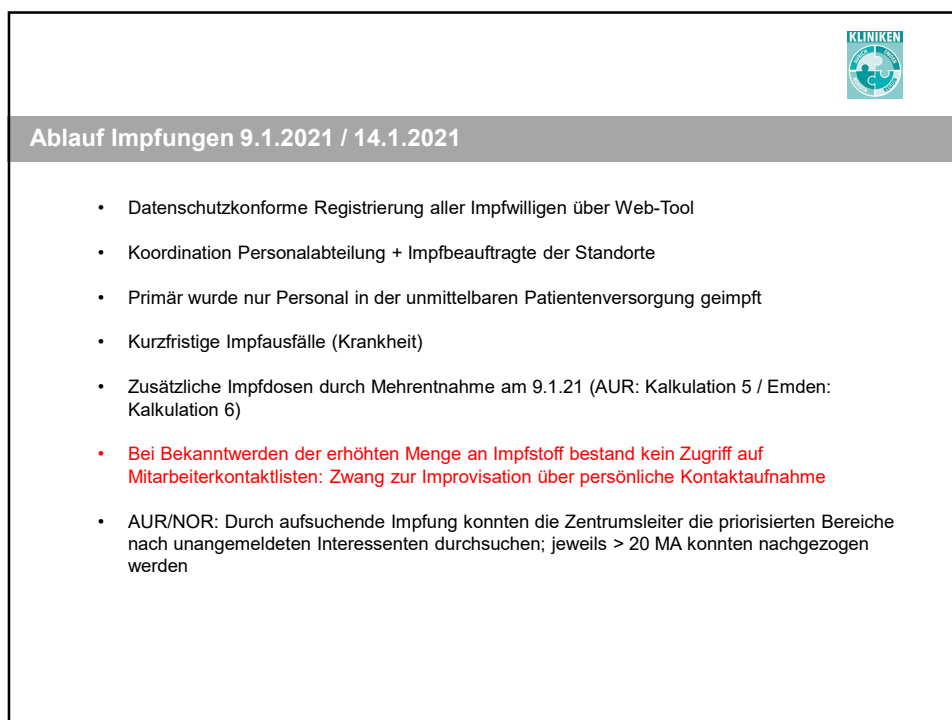 KLINIKEN
AURICH
EMDEN
NORDEN
REGION
Ablauf Impfungen 9.1.2021 / 14.1.2021
• Datenschutzkonforme Registrierung aller Impfwilligen über Web-Tool
• Koordination Personalabteilung + Impfbeauftragte der Standorte
• Primär wurde nur Personal in der unmittelbaren Patientenversorgung geimpft
• Kurzfristige Impfausfälle (Krankheit)
• Zusätzliche Impfdosen durch Mehrentnahme am 9.1.21 (AUR: Kalkulation 5 / Emden:
Kalkulation 6)
• Bei Bekanntwerden der erhöhten Menge an Impfstoff bestand kein Zugriff auf
Mitarbeiterkontaktlisten: Zwang zur Improvisation über persönliche Kontaktaufnahme
• AUR/NOR: Durch aufsuchende Impfung konnten die Zentrumsleiter die priorisierten Bereiche
nach unangemeldeten Interessenten durchsuchen; jeweils > 20 MA konnten nachgezogen
werden